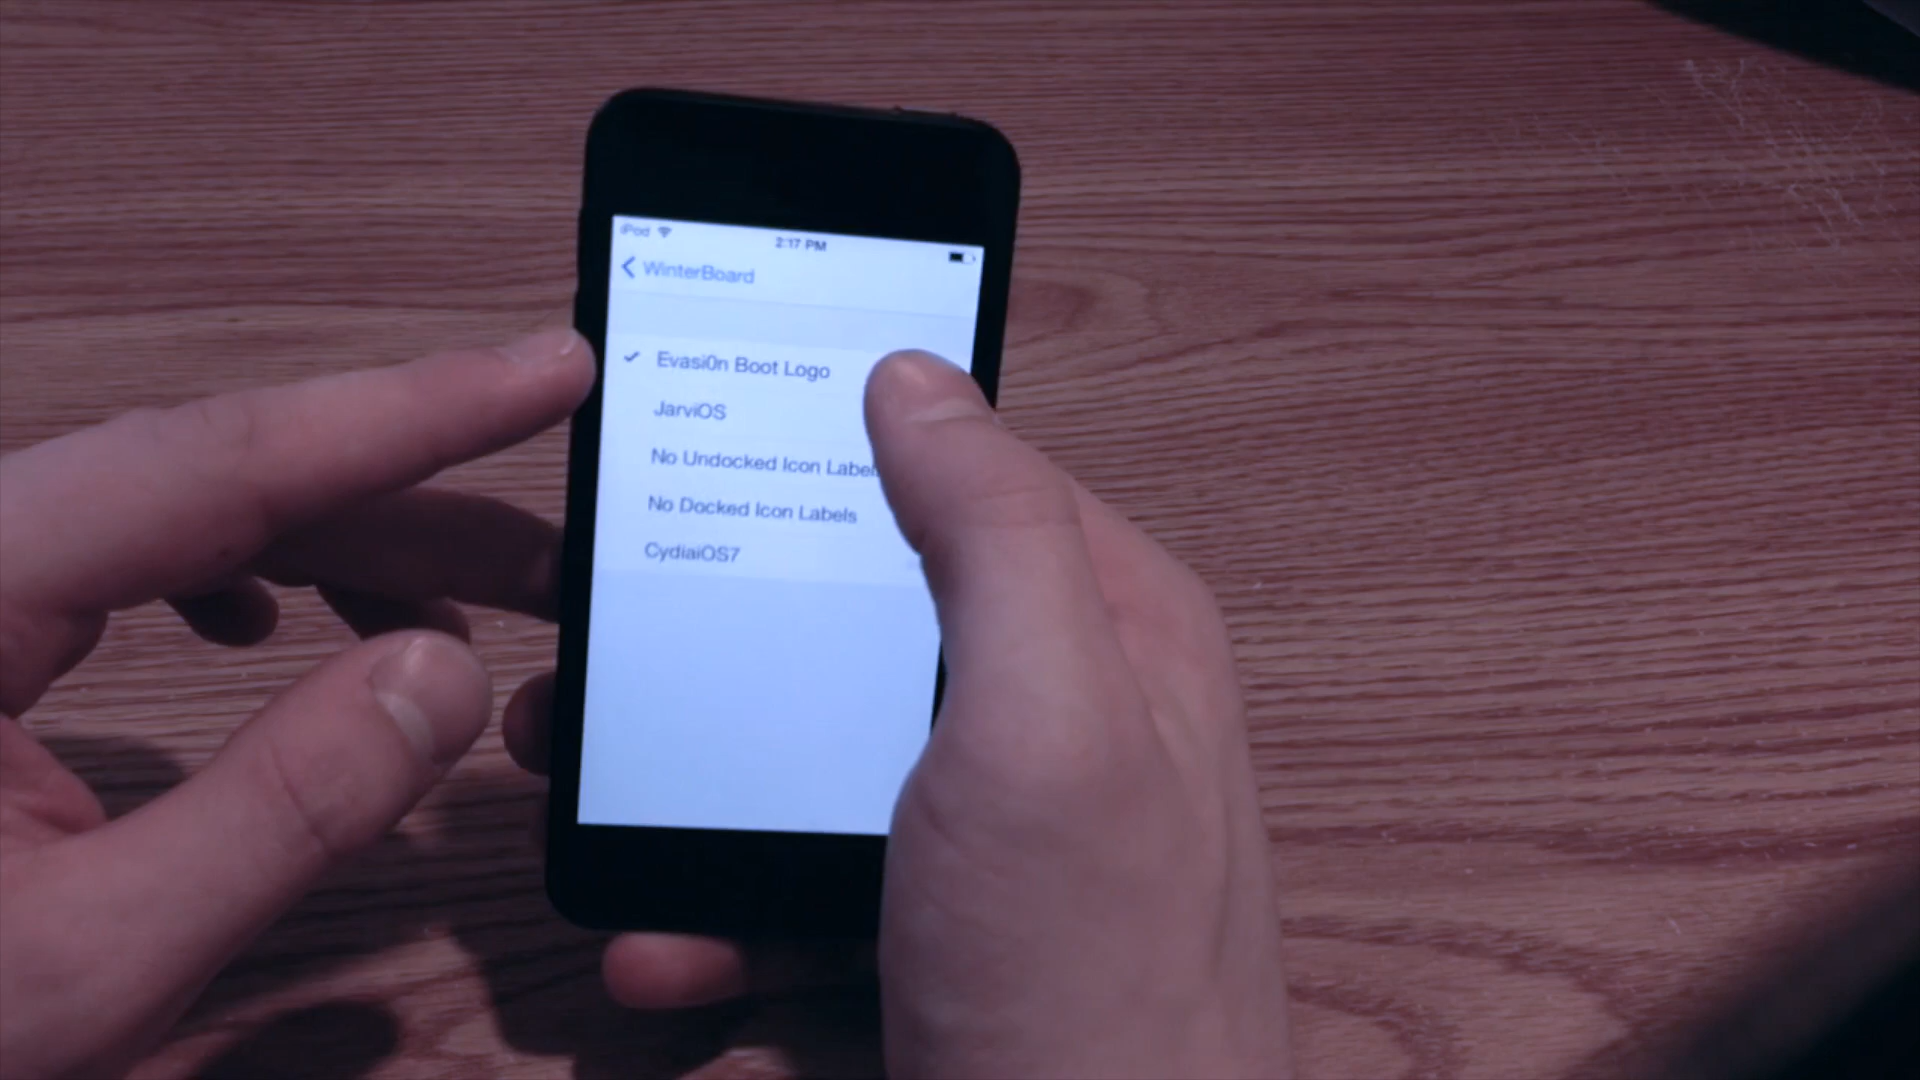 iPod
2:17 PM
WinterBoard
Evasi0n Boot Logo
JarviOS
No Undocked Icon Label
No Docked Icon Labels
CydiaiOS7